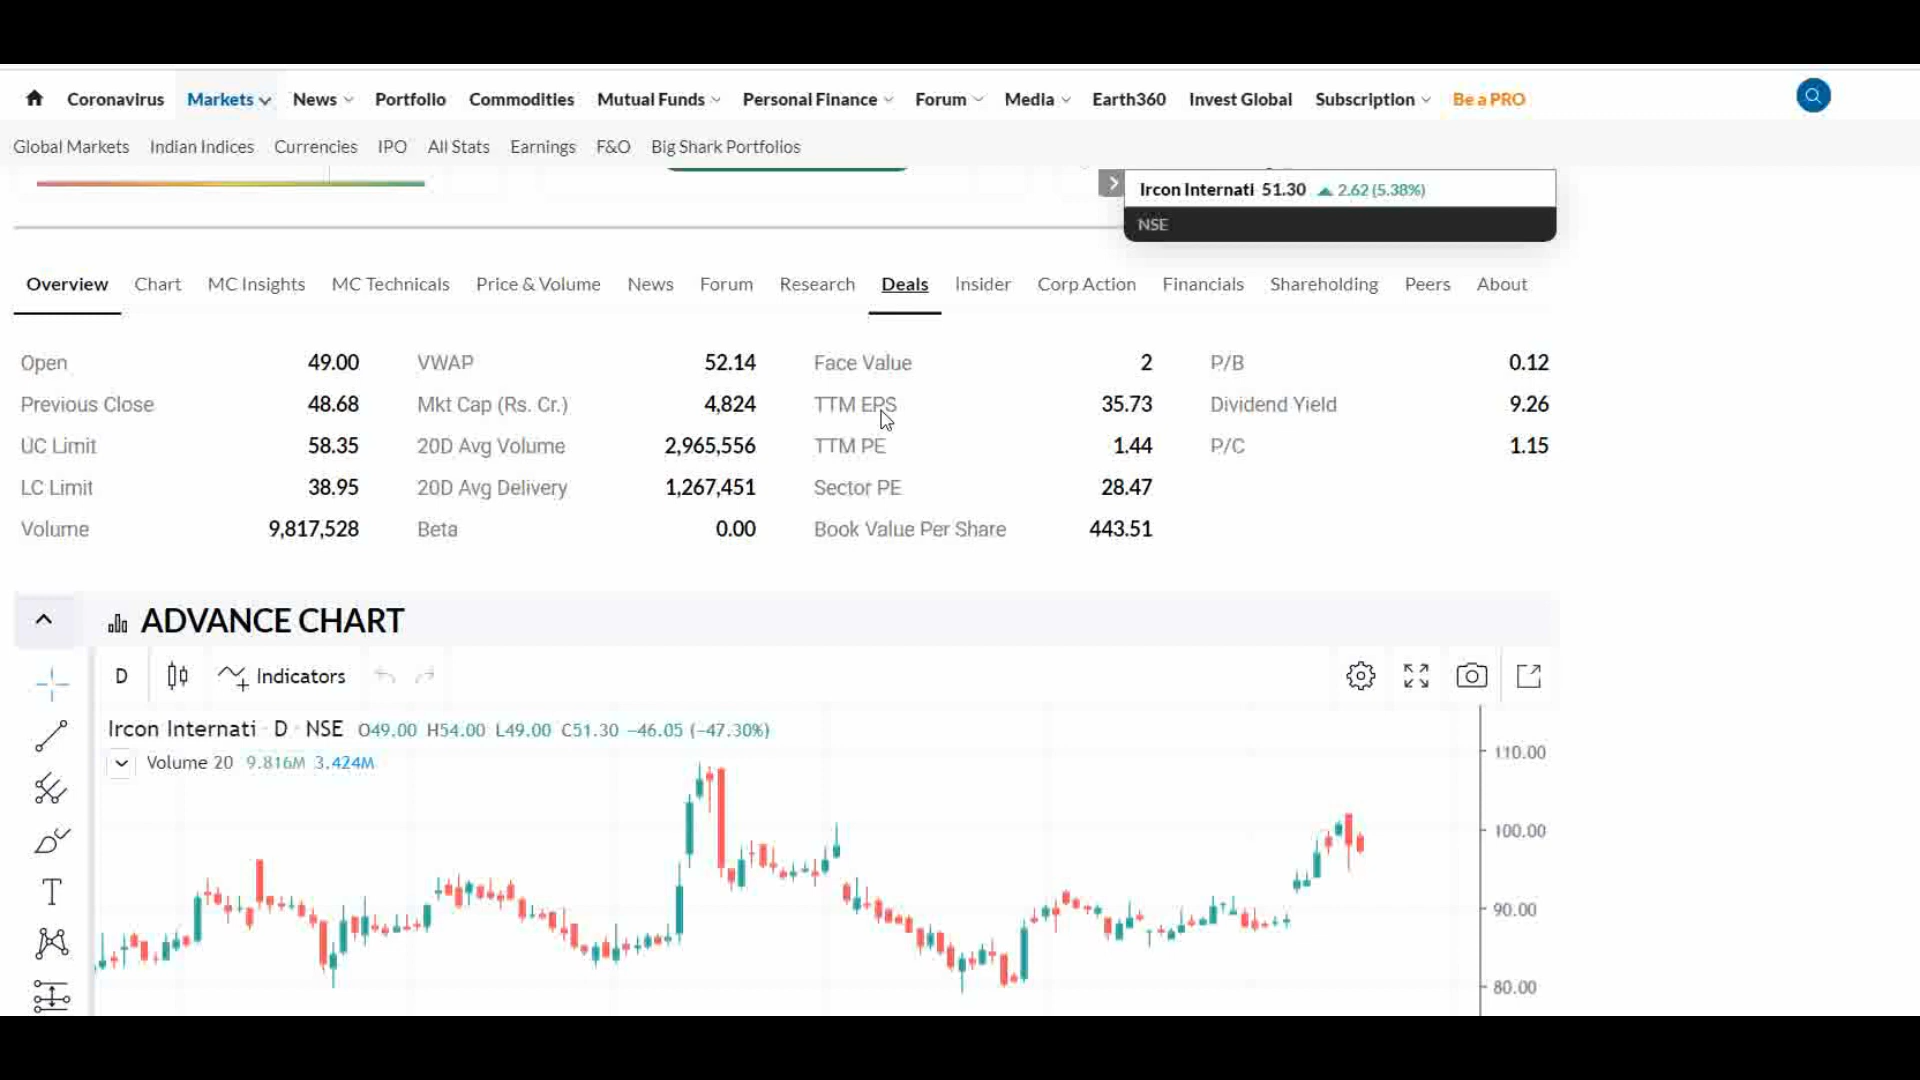 Coronavirus Markets News Portfolio Commodities Mutual Funds Personal Finance Forum Media Earth360 Invest Global Subscription Be a PRO
Global Markets Indian Indices Currencies IPO All Stats Earnings F&O Big Shark Portfolios
Ircon Internati 51.30 2.62 (5.38%)
NSE
Overview Chart MC Insights MC Technicals Price & Volume News Forum Research Deals Insider Corp Action Financials Shareholding Peers About
Open 49.00 VWAP 52.14 Face Value 2 P/B 0.12
Previous Close 48.68 Mkt Cap (Rs. Cr.) 4,824 TTM EPS 35.73 Dividend Yield 9.26
UC Limit 58.35 20D Avg Volume 2,965,556 TTM PE 1.44 P/C 1.15
LC Limit 38.95 20D Avg Delivery 1,267,451 Sector PE 28.47
Volume 9,817,528 Beta 0.00 Book Value Per Share 443.51
ADVANCE CHART
D Indicators
Ircon Internati D NSE O49.00 H54.00 L49.00 C51.30 −46.05 (−47.30%)
110.00
Volume 20 9.816M 3.424M
100.00
90.00
80.00